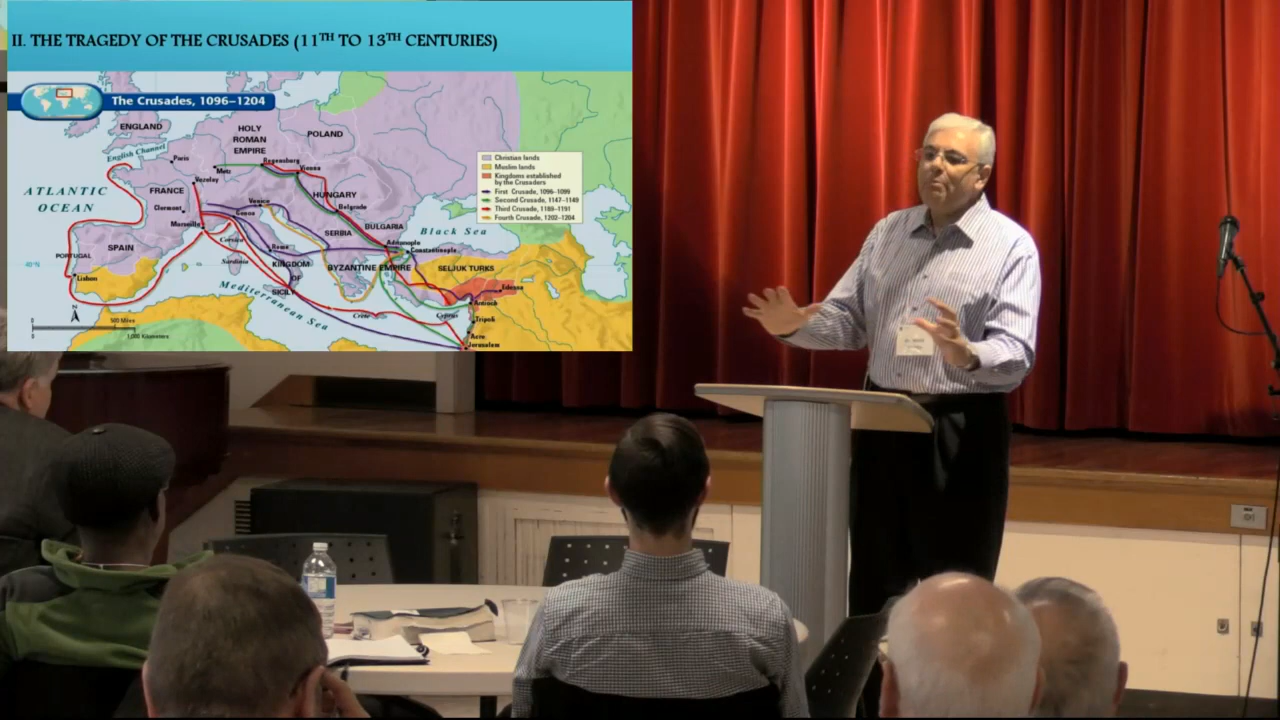 II. THE TRAGEDY OF THE CRUSADES (11TH TO 13TH CENTURIES)
The Crusades, 1096–1204
ENGLAND
HOLY
ROMAN
EMPIRE
POLAND
English Channel
Paris
Metz
Regensburg
Vienna
Christian lands
Muslim lands
Kingdoms established
by the Crusaders
First Crusade, 1096–1099
Second Crusade, 1147–1149
Third Crusade, 1189–1191
Fourth Crusade, 1202–1204
ATLANTIC
OCEAN
FRANCE
Vezelay
Clermont
Venice
Genoa
HUNGARY
Belgrade
Marseille
SERBIA
BULGARIA
Black Sea
SPAIN
PORTUGAL
Corsica
Rome
Sardinia
Adrianople
Constantinople
40°N
Lisbon
KINGDOM
OF
SICILY
BYZANTINE EMPIRE
SELJUK TURKS
Edessa
Mediterranean Sea
Antioch
Crete
Cyprus
Tripoli
Acre
Jerusalem
N
0
500 Miles
0
1,000 Kilometers